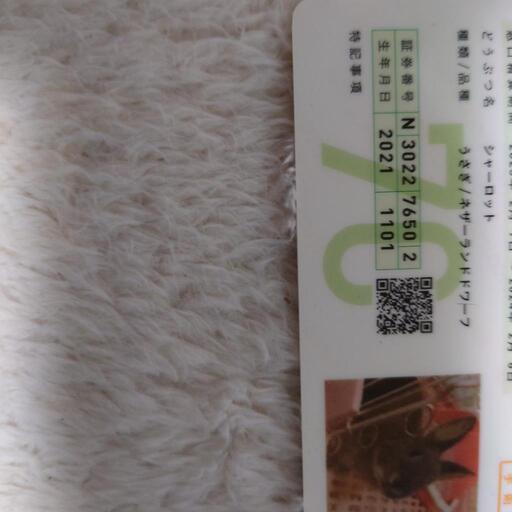 どうぶつ名 シャーロット
種類/品種 うさぎ/ネザーランドドワーフ
証券番号 N 3022 7650 2
生年月日 2021 1101
特記事項
70